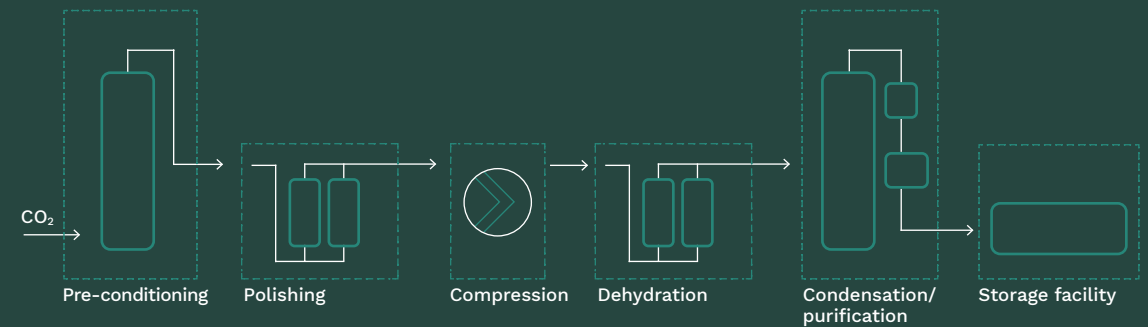 CO₂
Pre-conditioning
Polishing
Compression
Dehydration
Condensation/
purification
Storage facility